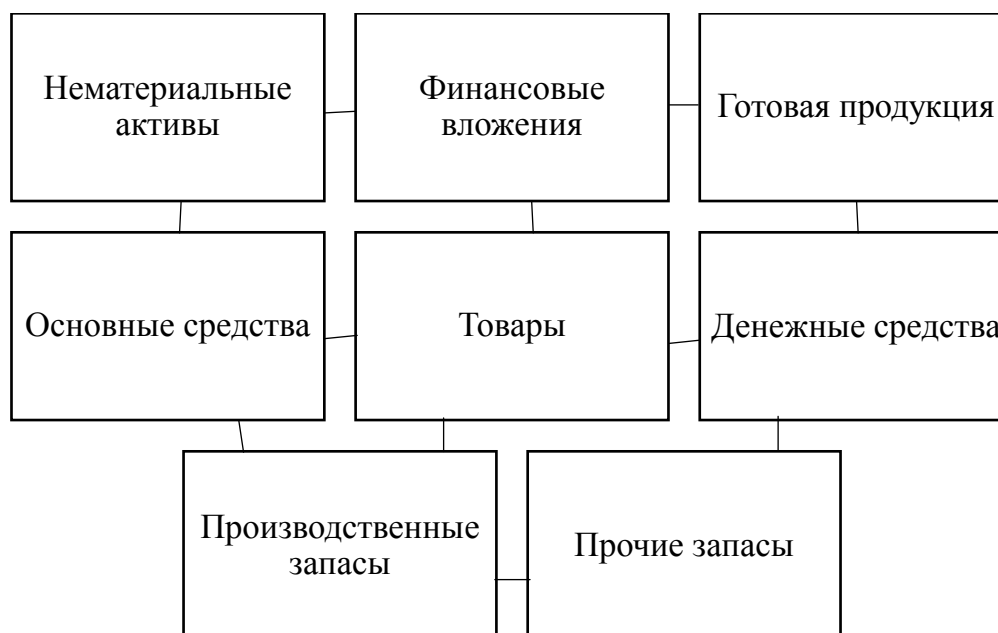 Нематериальные
активы
Финансовые
вложения
Готовая продукция
Основные средства
Товары
Денежные средства
Производственные
запасы
Прочие запасы